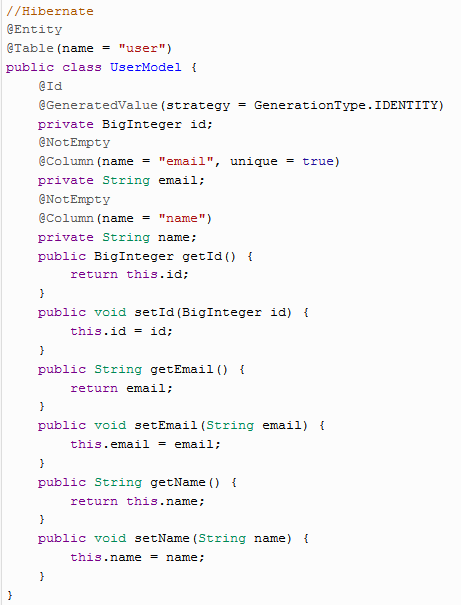 //Hibernate
@Entity
@Table(name = "user")
public class UserModel {
    @Id
    @GeneratedValue(strategy = GenerationType.IDENTITY)
    private BigInteger id;
    @NotEmpty
    @Column(name = "email", unique = true)
    private String email;
    @NotEmpty
    @Column(name = "name")
    private String name;
    public BigInteger getId() {
        return this.id;
    }
    public void setId(BigInteger id) {
        this.id = id;
    }
    public String getEmail() {
        return email;
    }
    public void setEmail(String email) {
        this.email = email;
    }
    public String getName() {
        return this.name;
    }
    public void setName(String name) {
        this.name = name;
    }
}